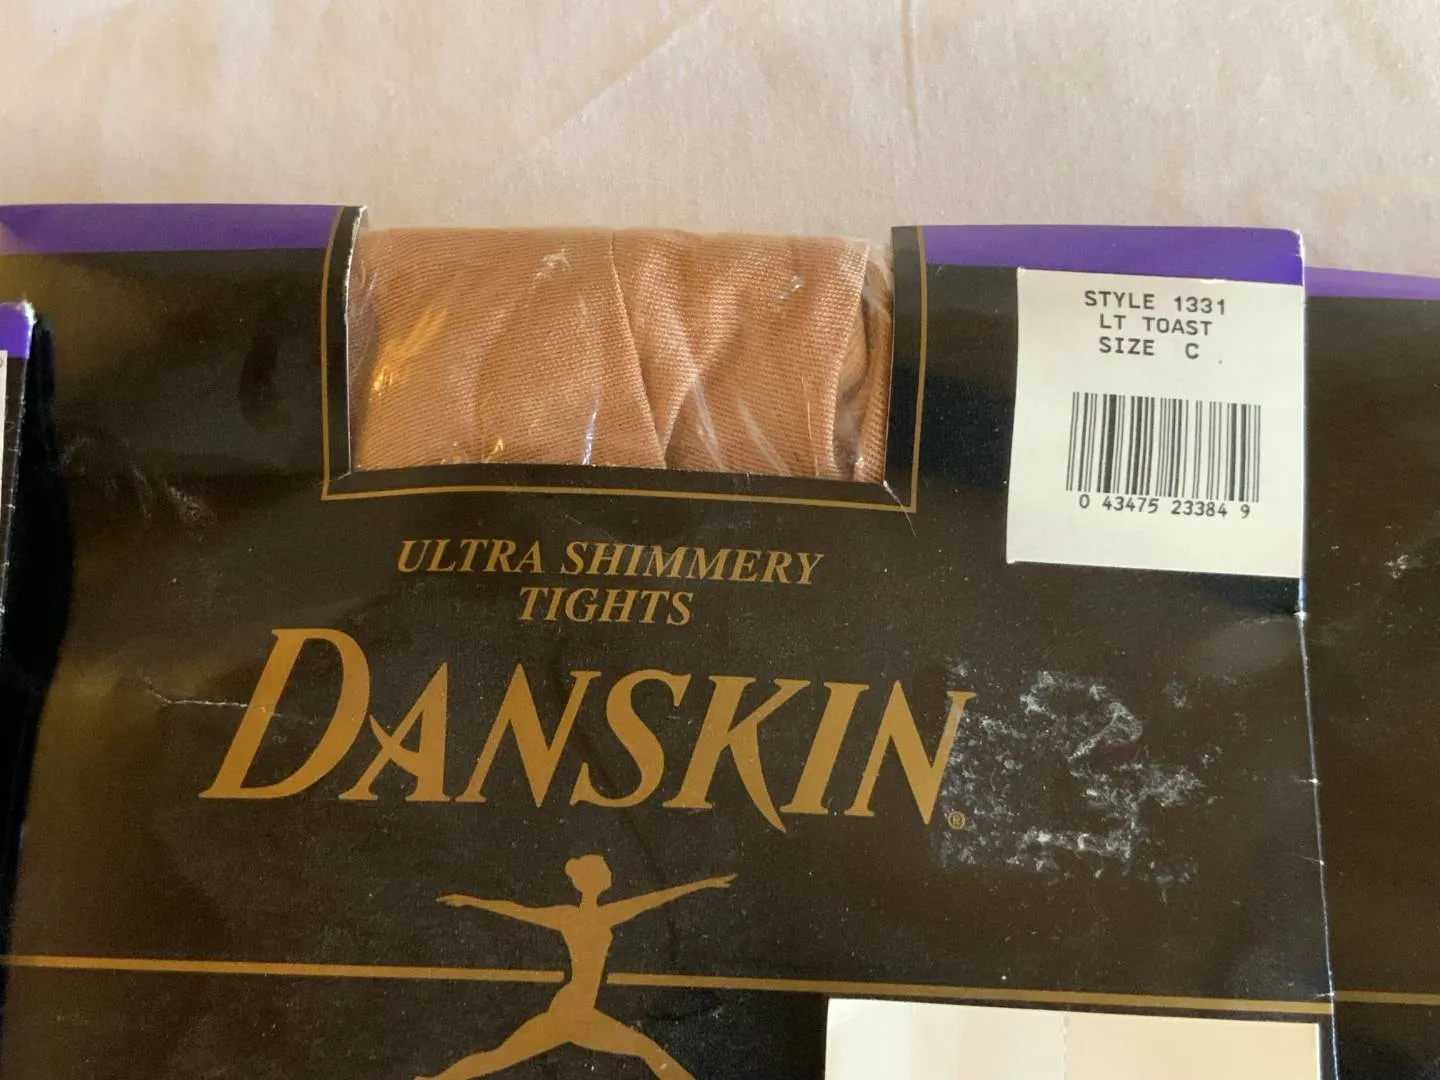 STYLE 1331
LT TOAST
SIZE C
0 43475 23384 9
ULTRA SHIMMERY
TIGHTS
DANSKIN®